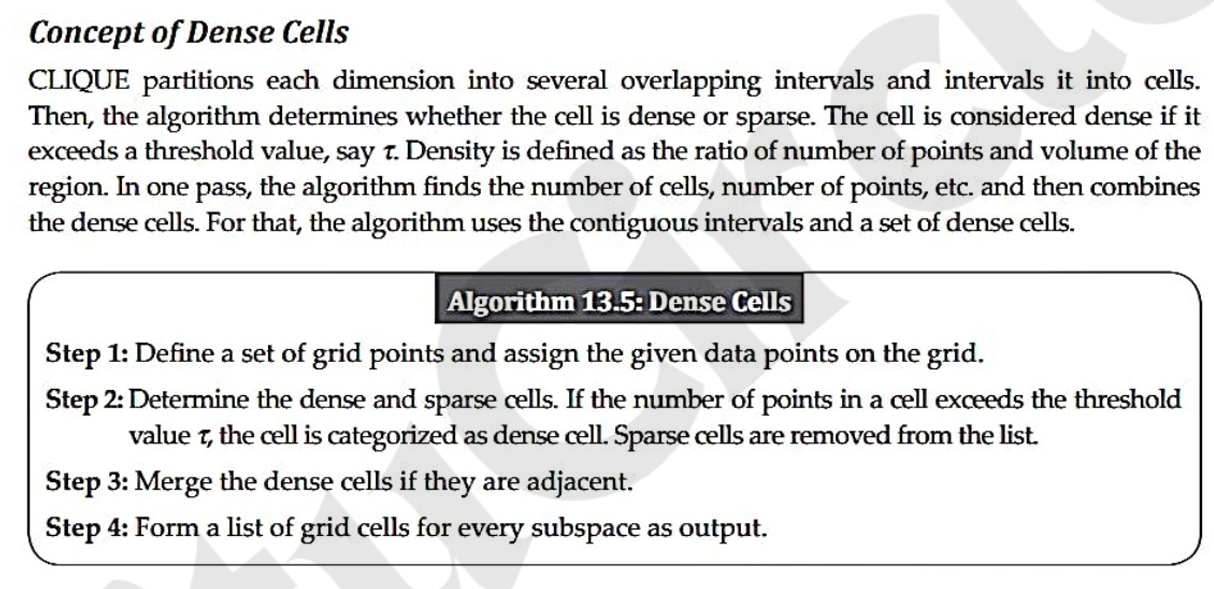 Concept of Dense Cells
CLIQUE partitions each dimension into several overlapping intervals and intervals it into cells.
Then, the algorithm determines whether the cell is dense or sparse. The cell is considered dense if it
exceeds a threshold value, say τ. Density is defined as the ratio of number of points and volume of the
region. In one pass, the algorithm finds the number of cells, number of points, etc. and then combines
the dense cells. For that, the algorithm uses the contiguous intervals and a set of dense cells.
Algorithm 13.5: Dense Cells
Step 1: Define a set of grid points and assign the given data points on the grid.
Step 2: Determine the dense and sparse cells. If the number of points in a cell exceeds the threshold
value τ, the cell is categorized as dense cell. Sparse cells are removed from the list.
Step 3: Merge the dense cells if they are adjacent.
Step 4: Form a list of grid cells for every subspace as output.